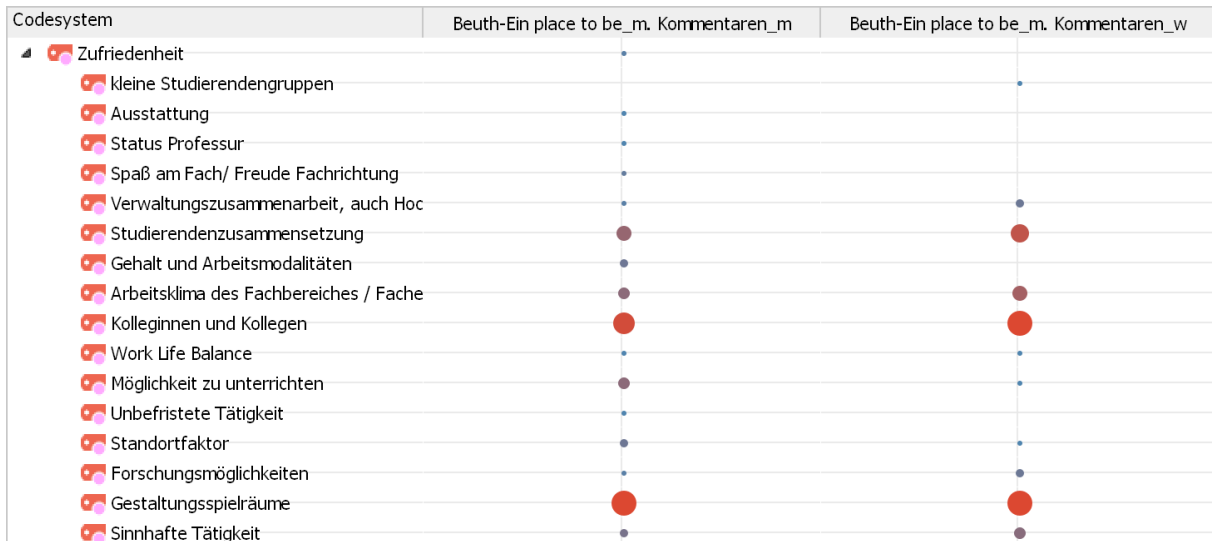 Codesystem Beuth-Ein place to be_m. Kommentaren_m Beuth-Ein place to be_m. Kommentaren_w
Zufriedenheit
kleine Studierendengruppen
Ausstattung
Status Professur
Spaß am Fach/ Freude Fachrichtung
Verwaltungszusammenarbeit, auch Hoc
Studierendenzusammensetzung
Gehalt und Arbeitsmodalitäten
Arbeitsklima des Fachbereiches / Fache
Kolleginnen und Kollegen
Work Life Balance
Möglichkeit zu unterrichten
Unbefristete Tätigkeit
Standortfaktor
Forschungsmöglichkeiten
Gestaltungsspielräume
Sinnhafte Tätigkeit